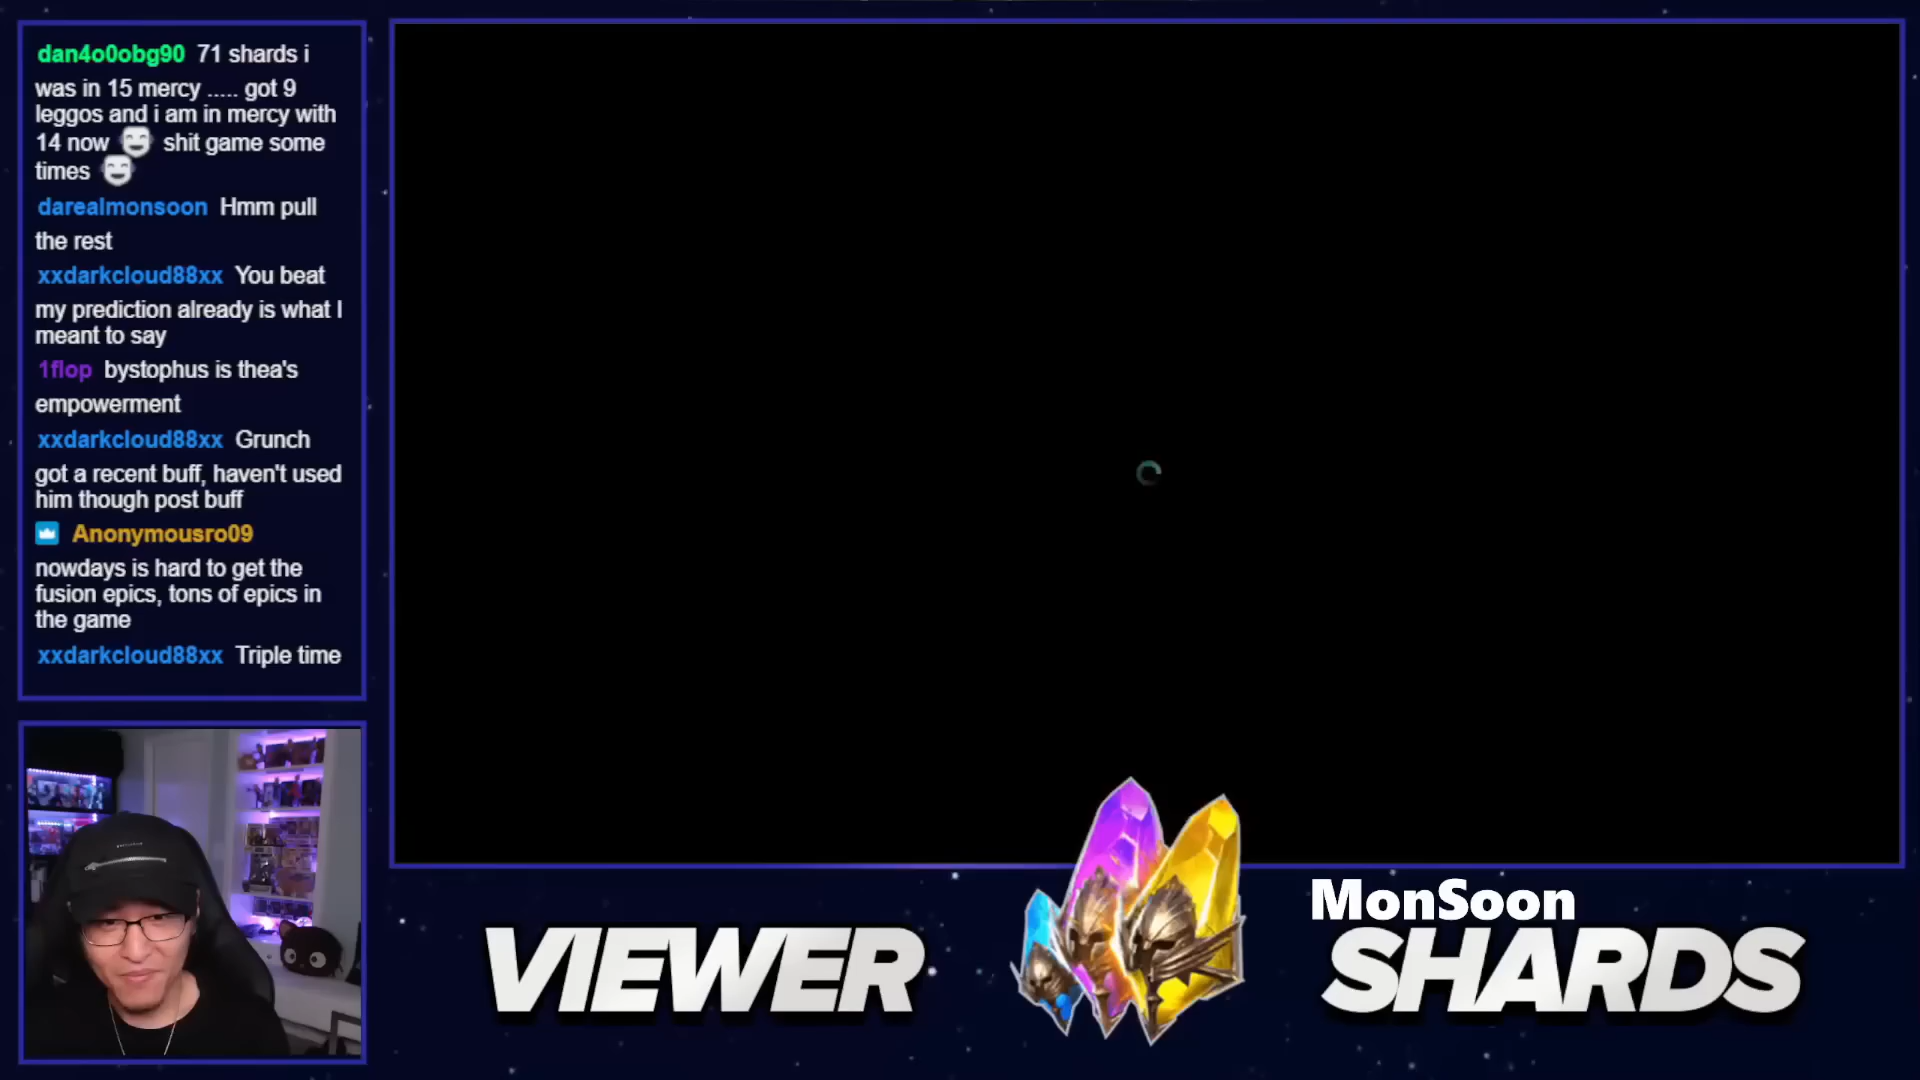 dan4o0obg90 71 shards i
was in 15 mercy ..... got 9
leggos and i am in mercy with
14 now shit game some
times
darealmonsoon Hmm pull
the rest
xxdarkcloud88xx You beat
my prediction already is what I
meant to say
1flop bystophus is thea's
empowerment
xxdarkcloud88xx Grunch
got a recent buff, haven't used
him though post buff
Anonymousro09
nowdays is hard to get the
fusion epics, tons of epics in
the game
xxdarkcloud88xx Triple time
MonSoon
VIEWER SHARDS